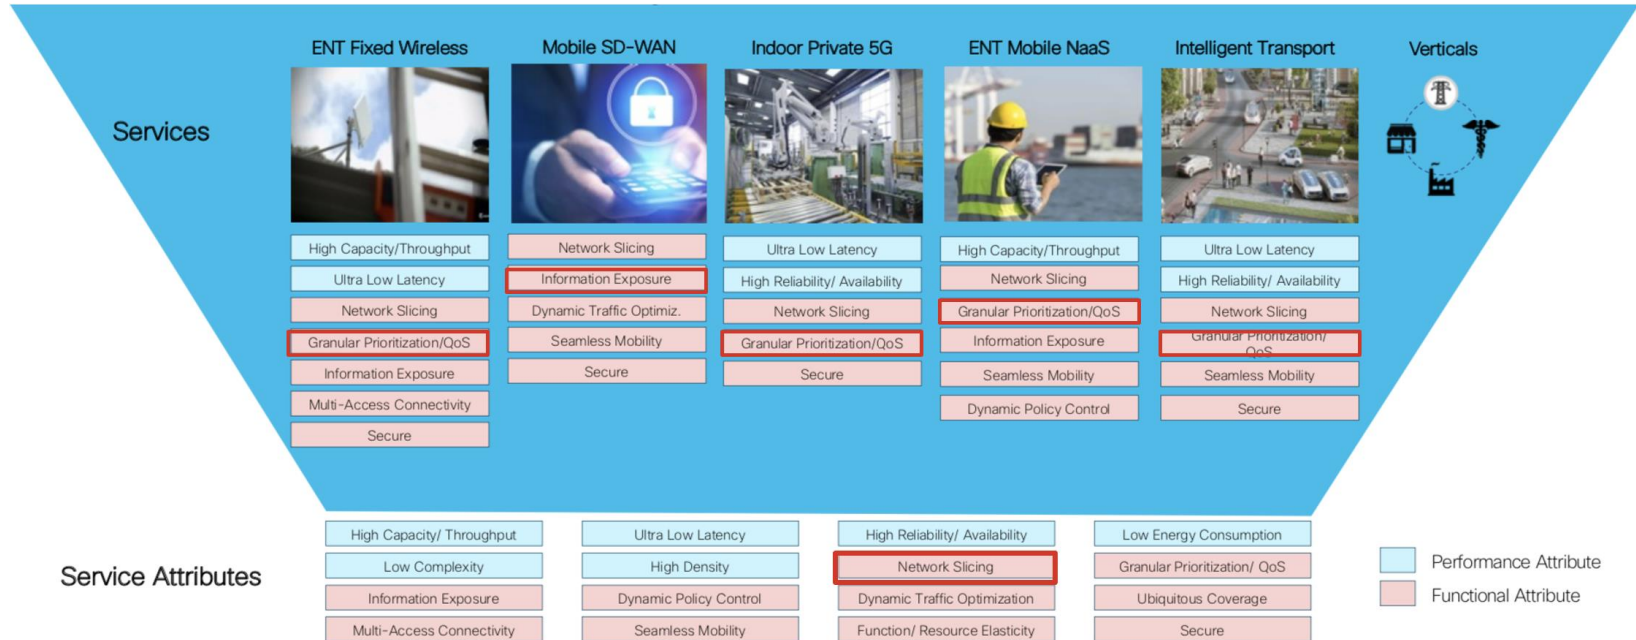 ENT Fixed Wireless
Mobile SD-WAN
Indoor Private 5G
ENT Mobile NaaS
Intelligent Transport
Verticals
Services
High Capacity/Throughput
Ultra Low Latency
Network Slicing
Granular Prioritization/QoS
Information Exposure
Multi-Access Connectivity
Secure
Network Slicing
Information Exposure
Dynamic Traffic Optimiz.
Seamless Mobility
Secure
Ultra Low Latency
High Reliability/ Availability
Network Slicing
Granular Prioritization/QoS
Secure
High Capacity/Throughput
Network Slicing
Granular Prioritization/QoS
Information Exposure
Seamless Mobility
Dynamic Policy Control
Ultra Low Latency
High Reliability/ Availability
Network Slicing
Granular Prioritization/
QoS
Seamless Mobility
Secure
Service Attributes
High Capacity/ Throughput
Low Complexity
Information Exposure
Multi-Access Connectivity
Ultra Low Latency
High Density
Dynamic Policy Control
Seamless Mobility
High Reliability/ Availability
Network Slicing
Dynamic Traffic Optimization
Function/ Resource Elasticity
Low Energy Consumption
Granular Prioritization/ QoS
Ubiquitous Coverage
Secure
Performance Attribute
Functional Attribute